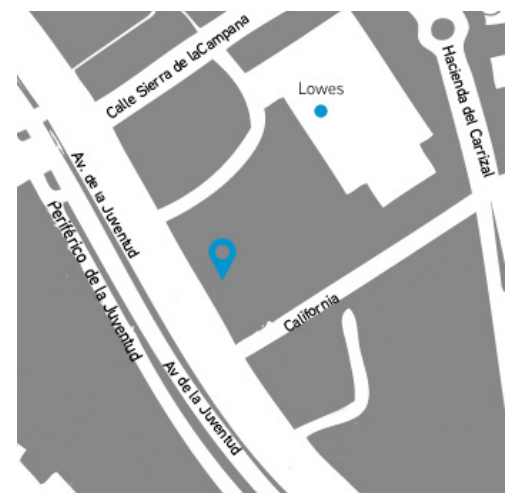 Lowes
Calle Sierra de laCampana
Hacienda del Carrizal
Av. de la Juventud
Periférico de la Juventud
California
Av de la Juventud